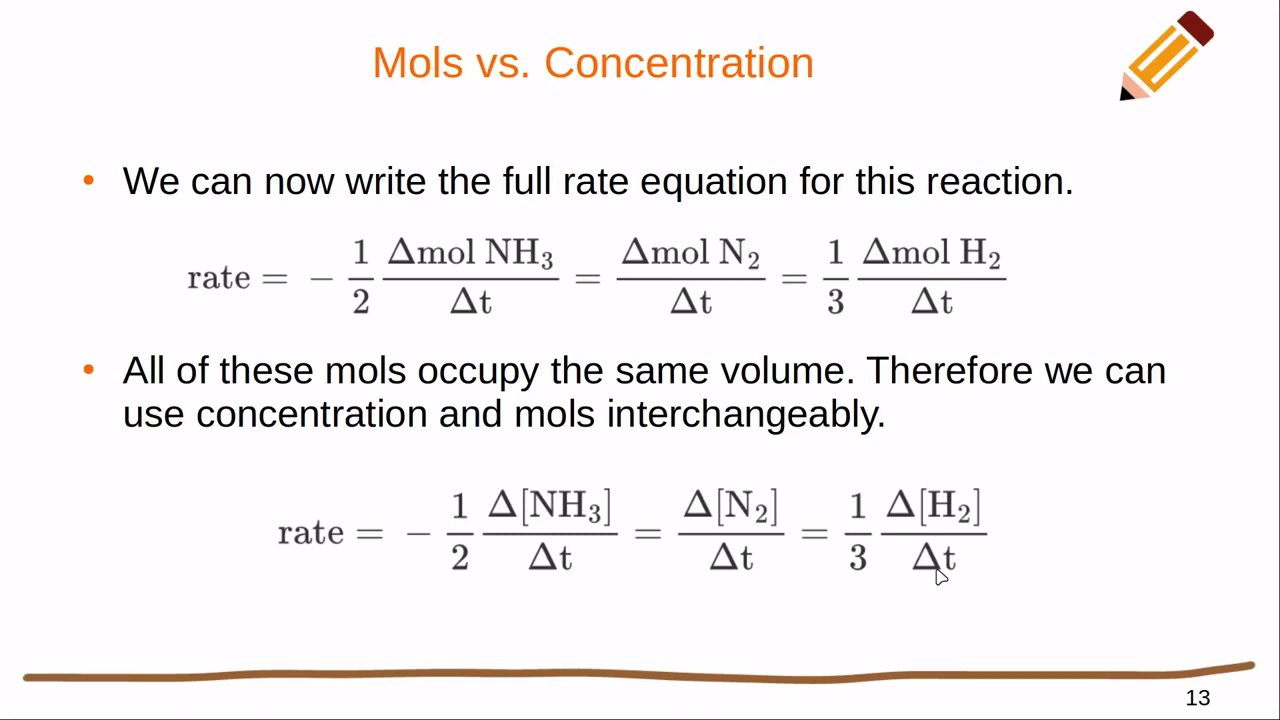 Mols vs. Concentration
• We can now write the full rate equation for this reaction.
rate = − 1/2 Δmol NH₃/Δt = Δmol N₂/Δt = 1/3 Δmol H₂/Δt
• All of these mols occupy the same volume. Therefore we can
use concentration and mols interchangeably.
rate = − 1/2 Δ[NH₃]/Δt = Δ[N₂]/Δt = 1/3 Δ[H₂]/Δt
13